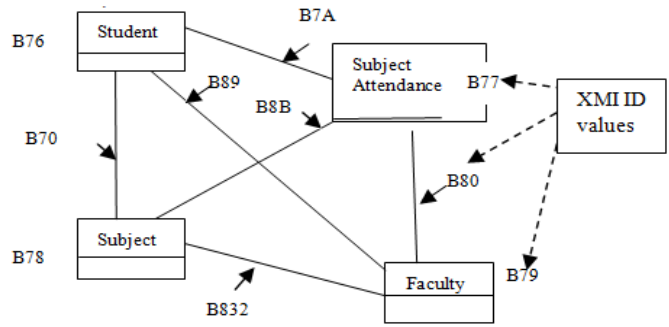 B7A
B76
Student
Subject
Attendance
B77
XMI ID
values
B89
B8B
B70
B80
B78
Subject
Faculty
B79
B832